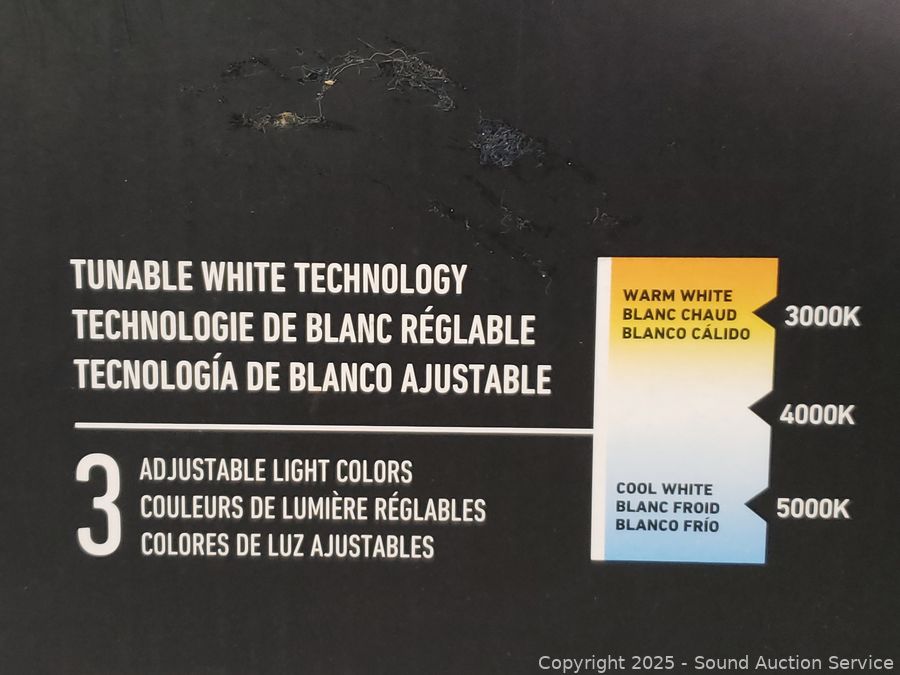 TUNABLE WHITE TECHNOLOGY
TECHNOLOGIE DE BLANC RÉGLABLE
TECNOLOGÍA DE BLANCO AJUSTABLE
3
ADJUSTABLE LIGHT COLORS
COULEURS DE LUMIÈRE RÉGLABLES
COLORES DE LUZ AJUSTABLES
WARM WHITE
BLANC CHAUD
BLANCO CÁLIDO
3000K
4000K
COOL WHITE
BLANC FROID
BLANCO FRÍO
5000K
Copyright 2025 - Sound Auction Service